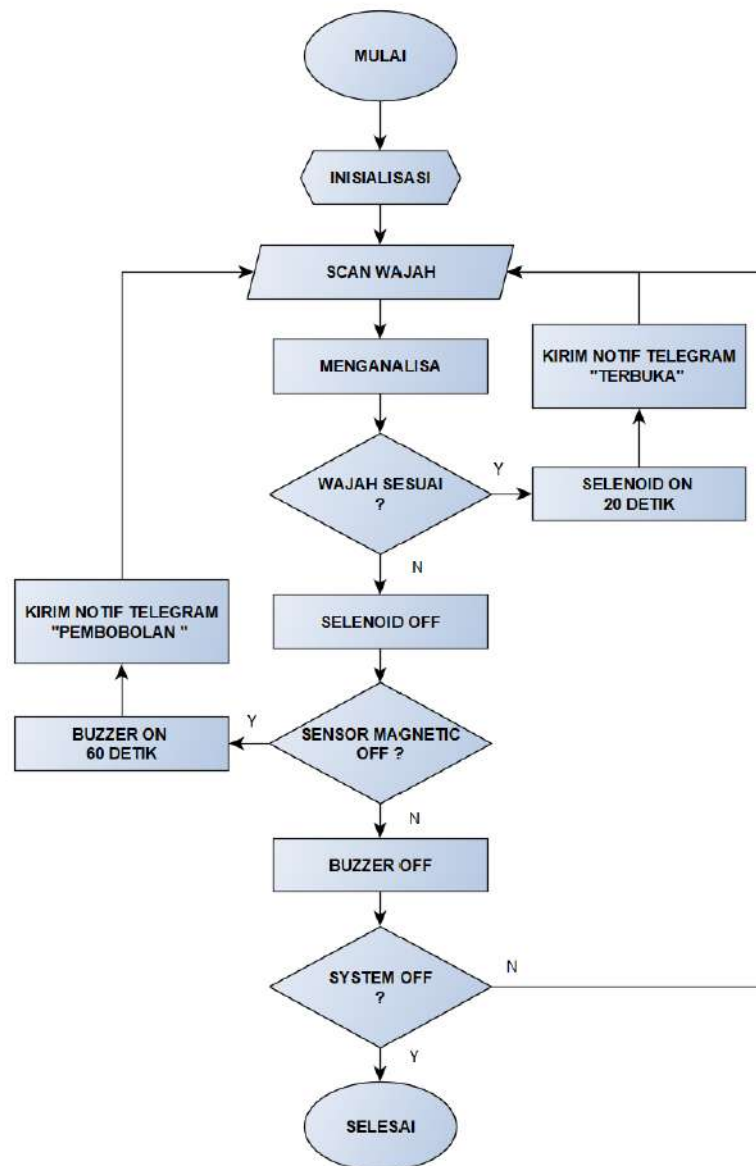 MULAI
INISIALISASI
SCAN WAJAH
MENGANALISA
KIRIM NOTIF TELEGRAM
"TERBUKA"
WAJAH SESUAI
?
Y
SELENOID ON
20 DETIK
N
KIRIM NOTIF TELEGRAM
"PEMBOBOLAN "
SELENOID OFF
SENSOR MAGNETIC
OFF ?
Y
BUZZER ON
60 DETIK
N
BUZZER OFF
SYSTEM OFF
?
N
Y
SELESAI